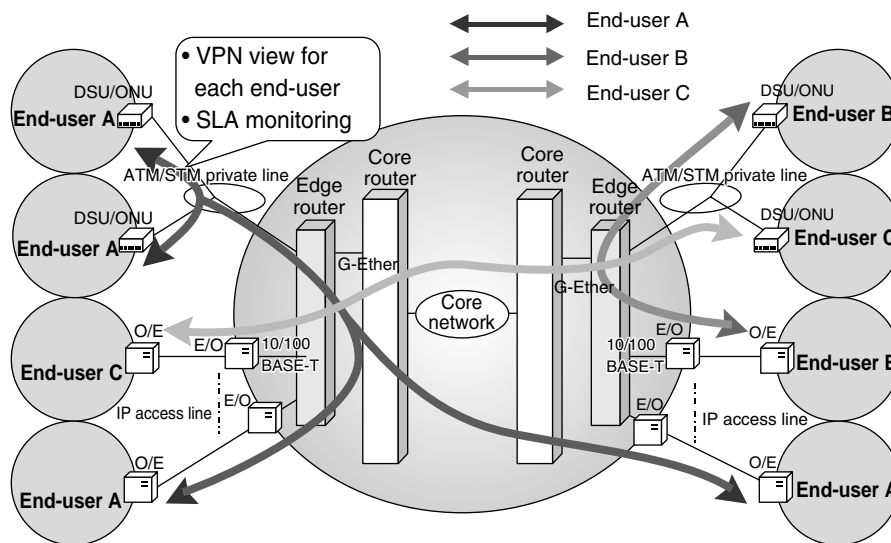 End-user A
End-user B
End-user C
• VPN view for
each end-user
• SLA monitoring
DSU/ONU
End-user A
ATM/STM private line
DSU/ONU
End-user A
Edge
router
Core
router
G-Ether
Core
router
Edge
router
G-Ether
Core
network
DSU/ONU
End-user B
ATM/STM private line
DSU/ONU
End-user C
O/E
End-user C
E/O
10/100
BASE-T
E/O
IP access line
O/E
End-user A
E/O
10/100
BASE-T
E/O
IP access line
O/E
End-user B
O/E
End-user A